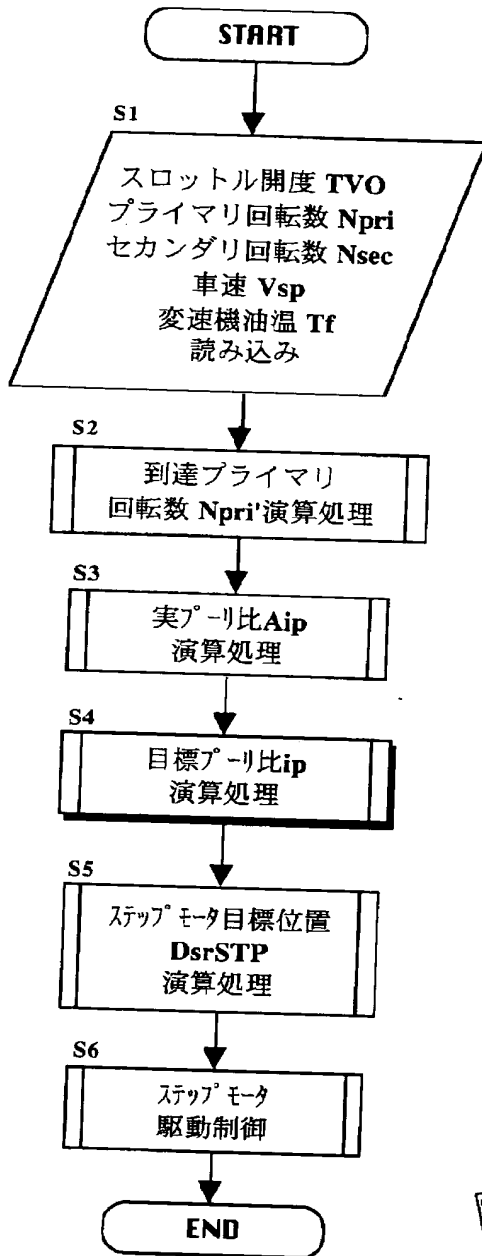 START
S1
スロットル開度 TVO
プライマリ回転数 Npri
セカンダリ回転数 Nsec
車速 Vsp
変速機油温 Tf
読み込み
S2
到達プライマリ
回転数 Npri'演算処理
S3
実ﾌﾟｰﾘ比Aip
演算処理
S4
目標ﾌﾟｰﾘ比ip
演算処理
S5
ｽﾃｯﾌﾟﾓｰﾀ目標位置
DsrSTP
演算処理
S6
ｽﾃｯﾌﾟﾓｰﾀ
駆動制御
END